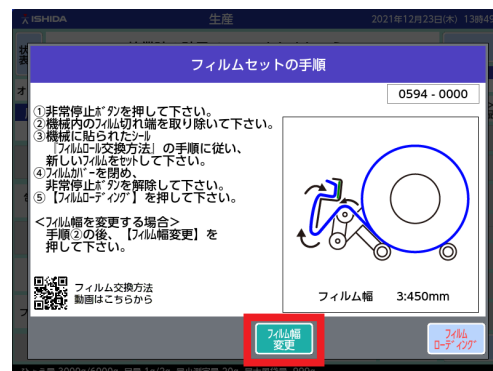 ISHIDA
生産
2021年12月23日(木) 13時49
フィルムセットの手順
0594 - 0000
①非常停止ﾎﾞﾀﾝを押して下さい。
②機械内のﾌｨﾙﾑ切れ端を取り除いて下さい。
③機械に貼られたｼｰﾙ
『ﾌｨﾙﾑﾛｰﾙ交換方法』の手順に従い、
新しいﾌｨﾙﾑをｾｯﾄして下さい。
④ﾌｨﾙﾑｶﾊﾞｰを閉め、
非常停止ﾎﾞﾀﾝを解除して下さい。
⑤【ﾌｨﾙﾑﾛｰﾃﾞｨﾝｸﾞ】を押して下さい。
<ﾌｨﾙﾑ幅を変更する場合>
手順②の後、【ﾌｨﾙﾑ幅変更】を
押して下さい。
フィルム交換方法
動画はこちらから
フィルム幅 3:450mm
ﾌｨﾙﾑ幅
変更
ﾌｨﾙﾑ
ﾛｰﾃﾞｨﾝｸﾞ